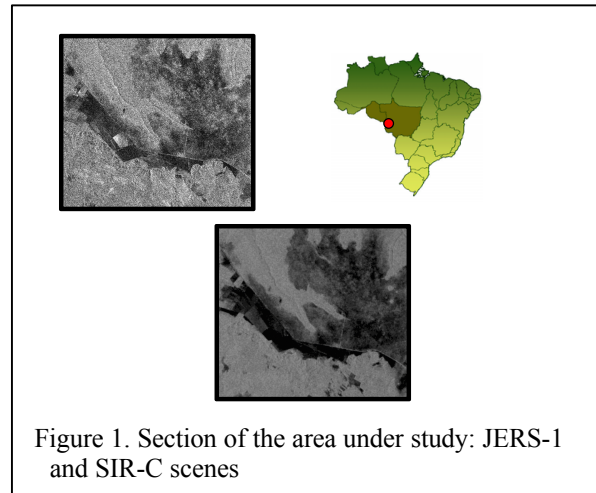 Figure 1. Section of the area under study: JERS-1
and SIR-C scenes